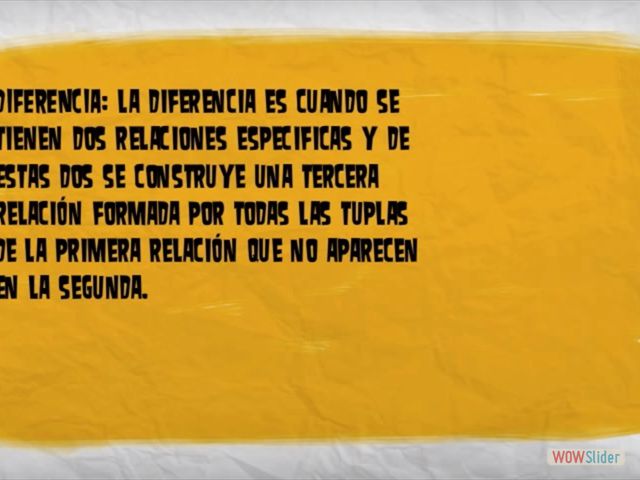 DIFERENCIA: LA DIFERENCIA ES CUANDO SE
TIENEN DOS RELACIONES ESPECIFICAS Y DE
ESTAS DOS SE CONSTRUYE UNA TERCERA
RELACIÓN FORMADA POR TODAS LAS TUPLAS
DE LA PRIMERA RELACIÓN QUE NO APARECEN
EN LA SEGUNDA.
WOWSlider